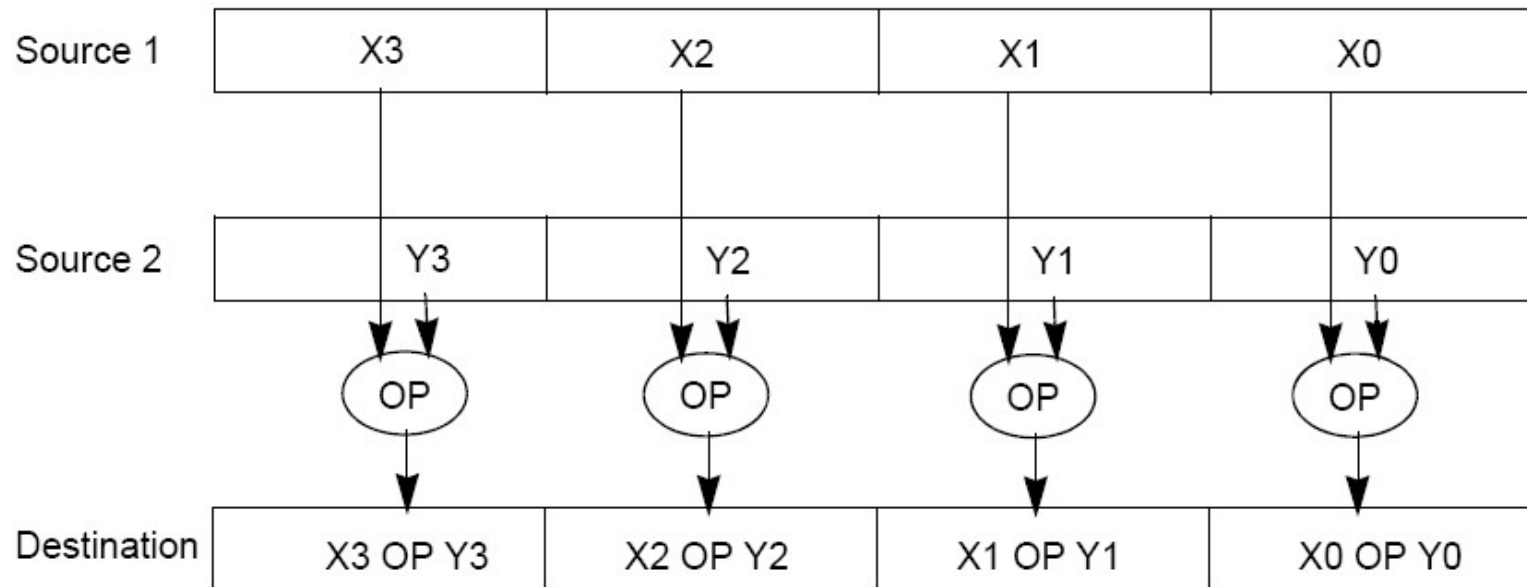 Source 1 X3 X2 X1 X0
Source 2 Y3 Y2 Y1 Y0
OP OP OP OP
Destination X3 OP Y3 X2 OP Y2 X1 OP Y1 X0 OP Y0